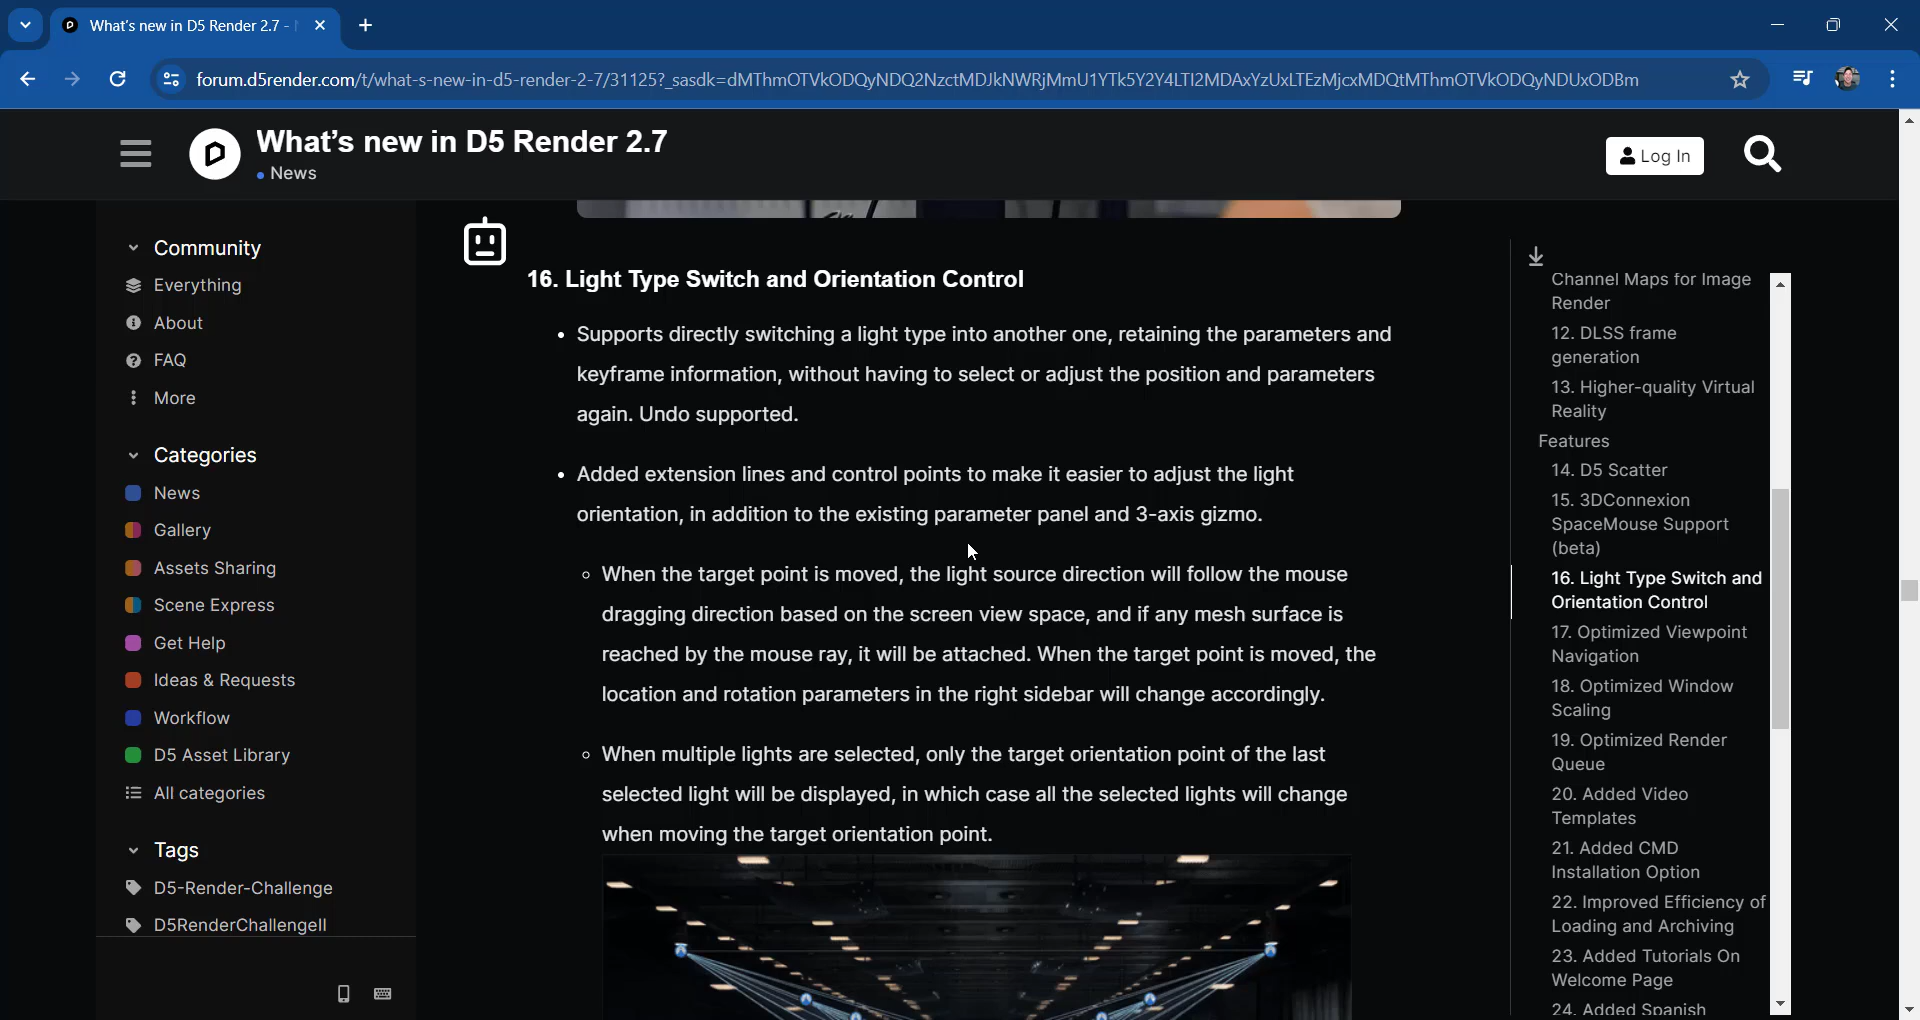 What's new in D5 Render 2.7 -
forum.d5render.com/t/what-s-new-in-d5-render-2-7/31125?_sasdk=dMThmOTVkODQyNDQ2NzctMDJkNWRjMmU1YTk5Y2Y4LTI2MDAxYzUxLTEzMjcxMDQtMThmOTVkODQyNDUxODBm
What's new in D5 Render 2.7
News
Log In
Community
Everything
About
FAQ
More
Categories
News
Gallery
Assets Sharing
Scene Express
Get Help
Ideas & Requests
Workflow
D5 Asset Library
All categories
Tags
D5-Render-Challenge
D5RenderChallengeII
16. Light Type Switch and Orientation Control
• Supports directly switching a light type into another one, retaining the parameters and
keyframe information, without having to select or adjust the position and parameters
again. Undo supported.
• Added extension lines and control points to make it easier to adjust the light
orientation, in addition to the existing parameter panel and 3-axis gizmo.
◦ When the target point is moved, the light source direction will follow the mouse
dragging direction based on the screen view space, and if any mesh surface is
reached by the mouse ray, it will be attached. When the target point is moved, the
location and rotation parameters in the right sidebar will change accordingly.
◦ When multiple lights are selected, only the target orientation point of the last
selected light will be displayed, in which case all the selected lights will change
when moving the target orientation point.
Channel Maps for Image
Render
12. DLSS frame
generation
13. Higher-quality Virtual
Reality
Features
14. D5 Scatter
15. 3DConnexion
SpaceMouse Support
(beta)
16. Light Type Switch and
Orientation Control
17. Optimized Viewpoint
Navigation
18. Optimized Window
Scaling
19. Optimized Render
Queue
20. Added Video
Templates
21. Added CMD
Installation Option
22. Improved Efficiency of
Loading and Archiving
23. Added Tutorials On
Welcome Page
24. Added Spanish